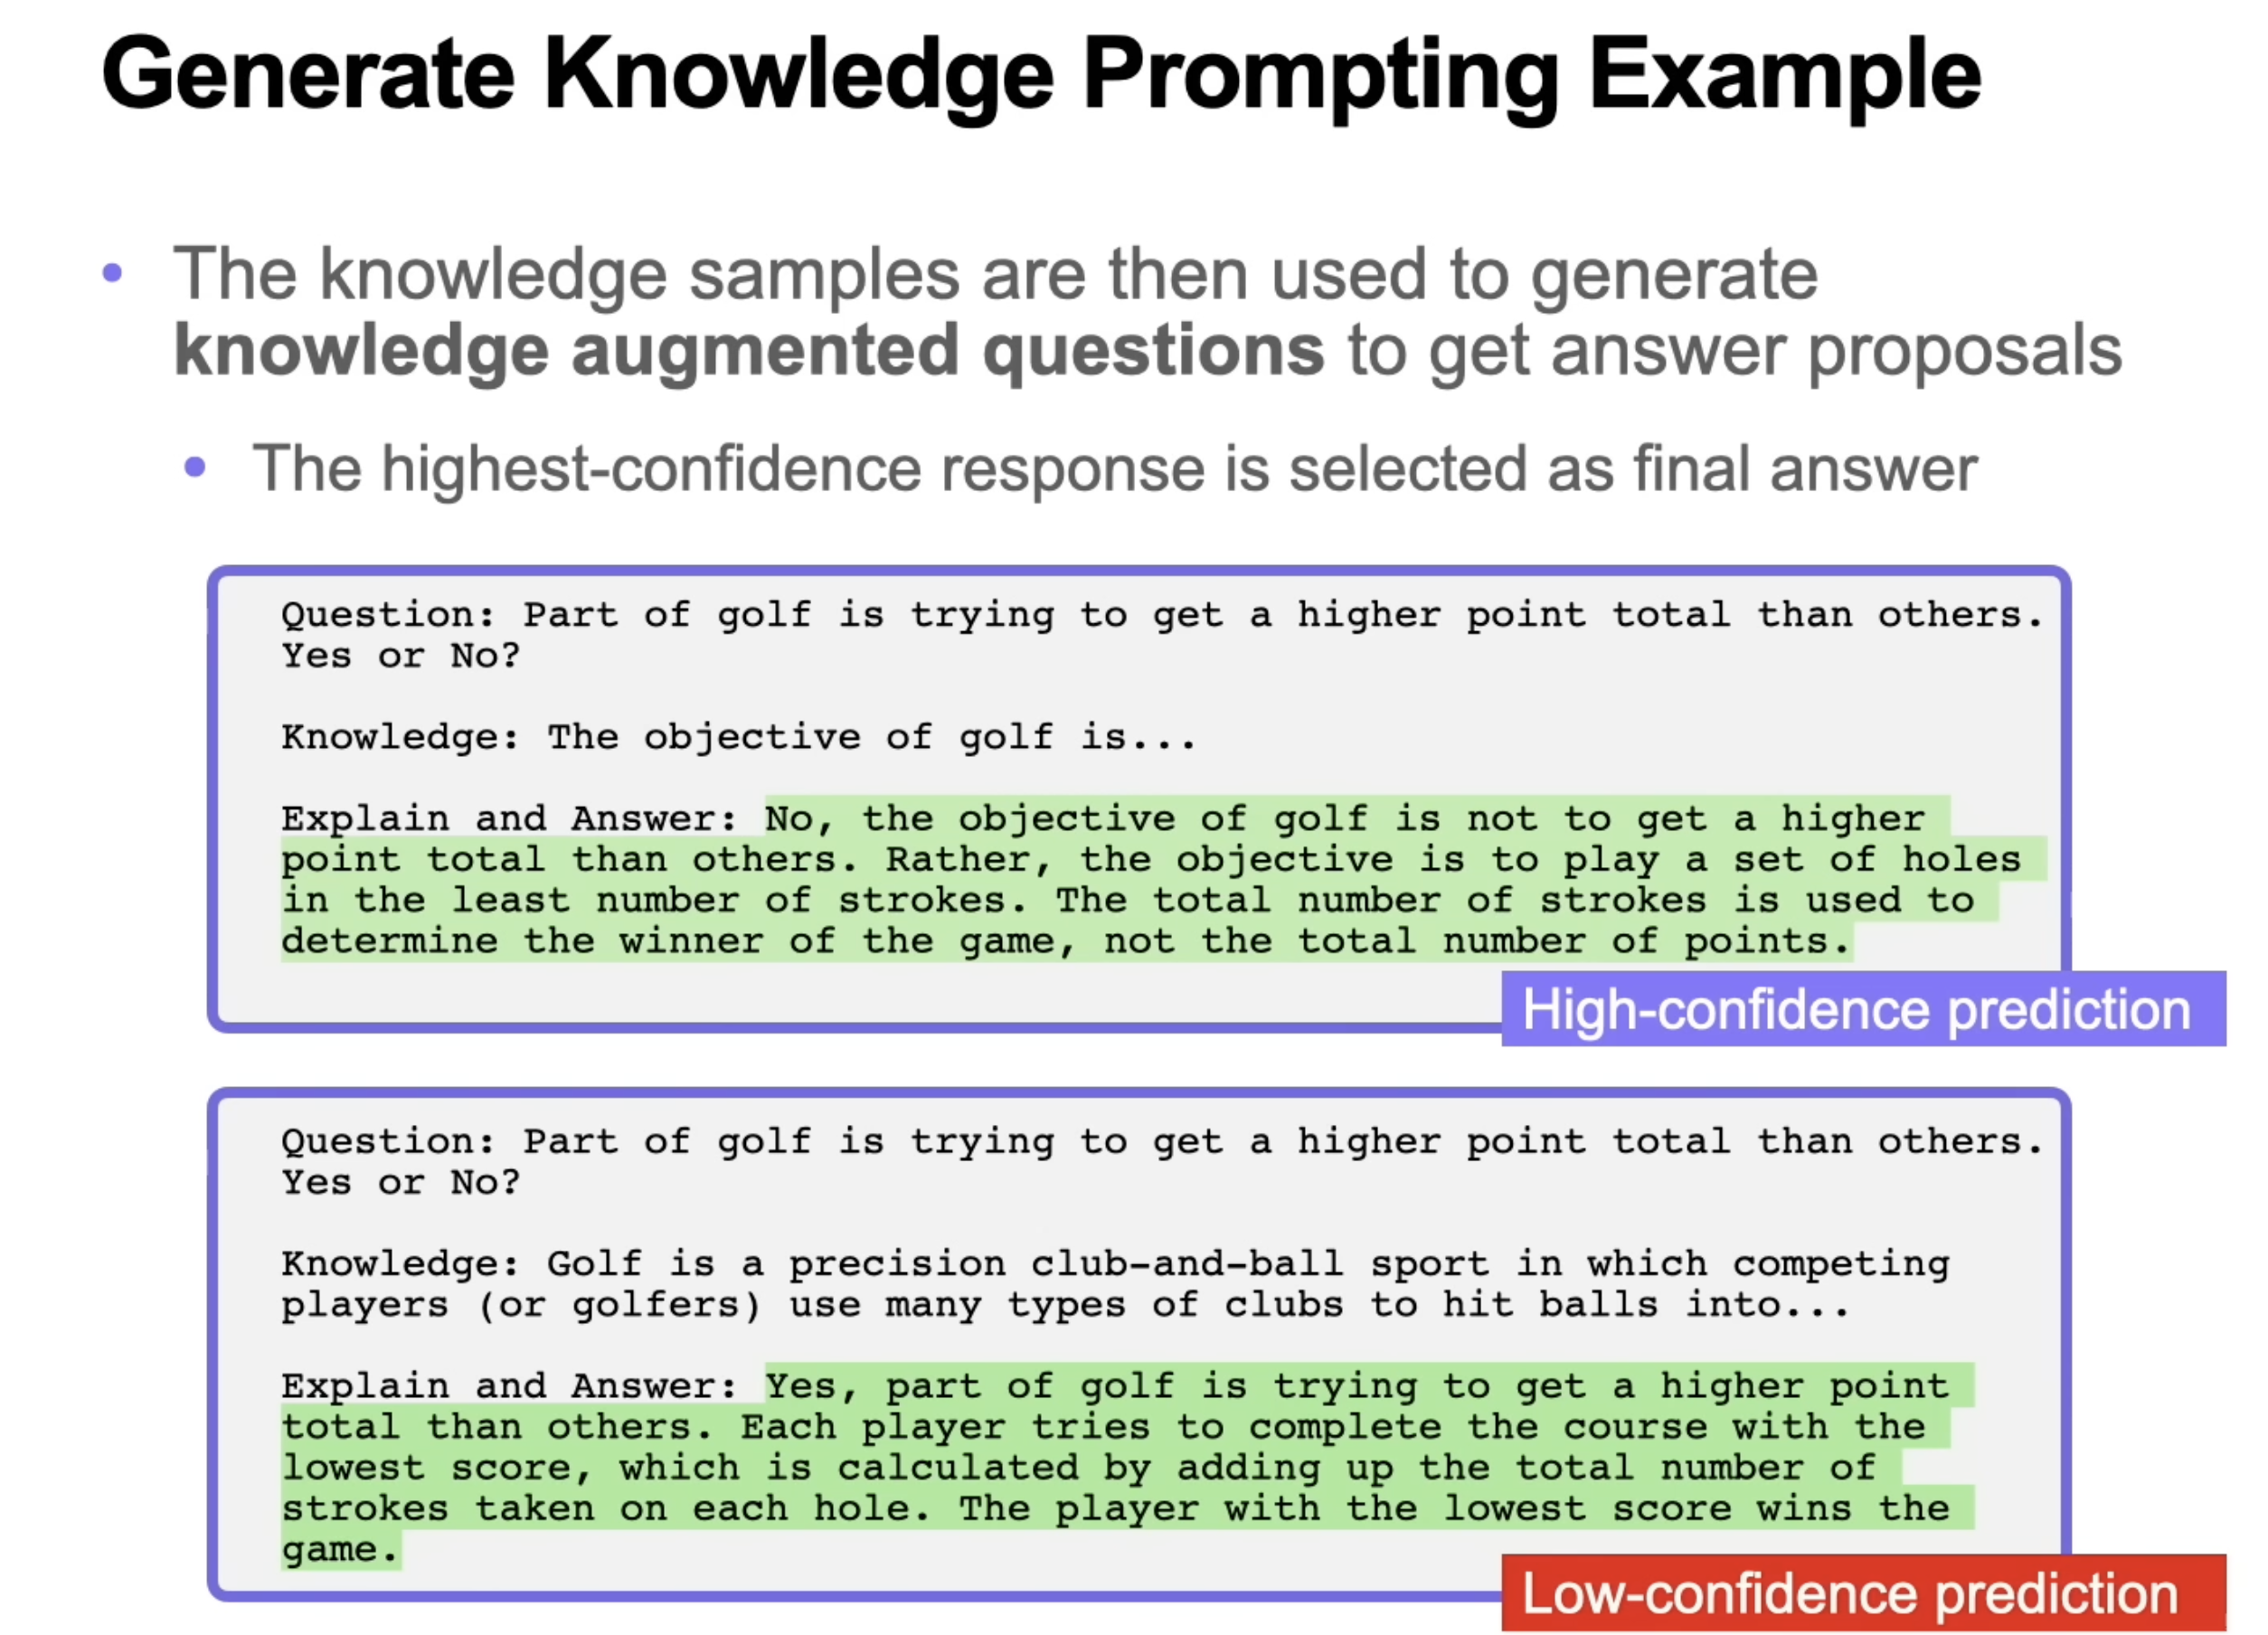 Generate Knowledge Prompting Example
• The knowledge samples are then used to generate
knowledge augmented questions to get answer proposals
• The highest-confidence response is selected as final answer
Question: Part of golf is trying to get a higher point total than others.
Yes or No?
Knowledge: The objective of golf is...
Explain and Answer: No, the objective of golf is not to get a higher
point total than others. Rather, the objective is to play a set of holes
in the least number of strokes. The total number of strokes is used to
determine the winner of the game, not the total number of points.
High-confidence prediction
Question: Part of golf is trying to get a higher point total than others.
Yes or No?
Knowledge: Golf is a precision club-and-ball sport in which competing
players (or golfers) use many types of clubs to hit balls into...
Explain and Answer: Yes, part of golf is trying to get a higher point
total than others. Each player tries to complete the course with the
lowest score, which is calculated by adding up the total number of
strokes taken on each hole. The player with the lowest score wins the
game.
Low-confidence prediction